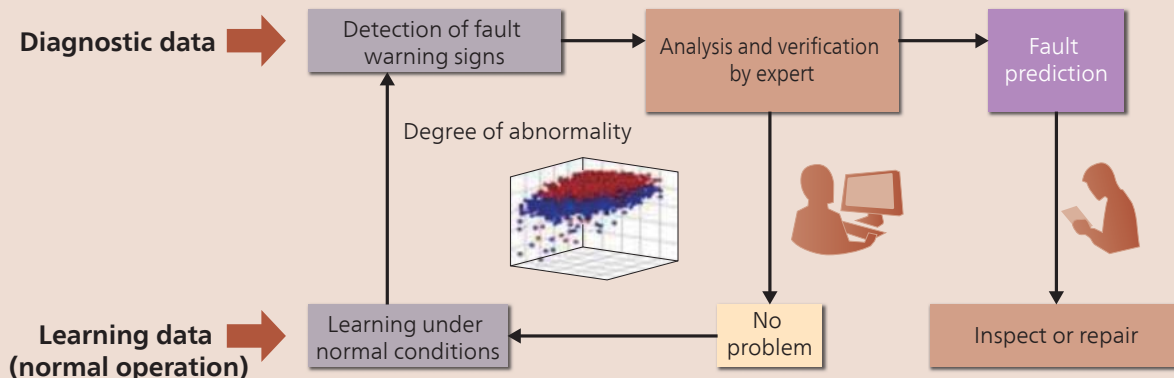 Diagnostic data
Detection of fault
warning signs
Analysis and verification
by expert
Fault
prediction
Degree of abnormality
Learning data
(normal operation)
Learning under
normal conditions
No
problem
Inspect or repair